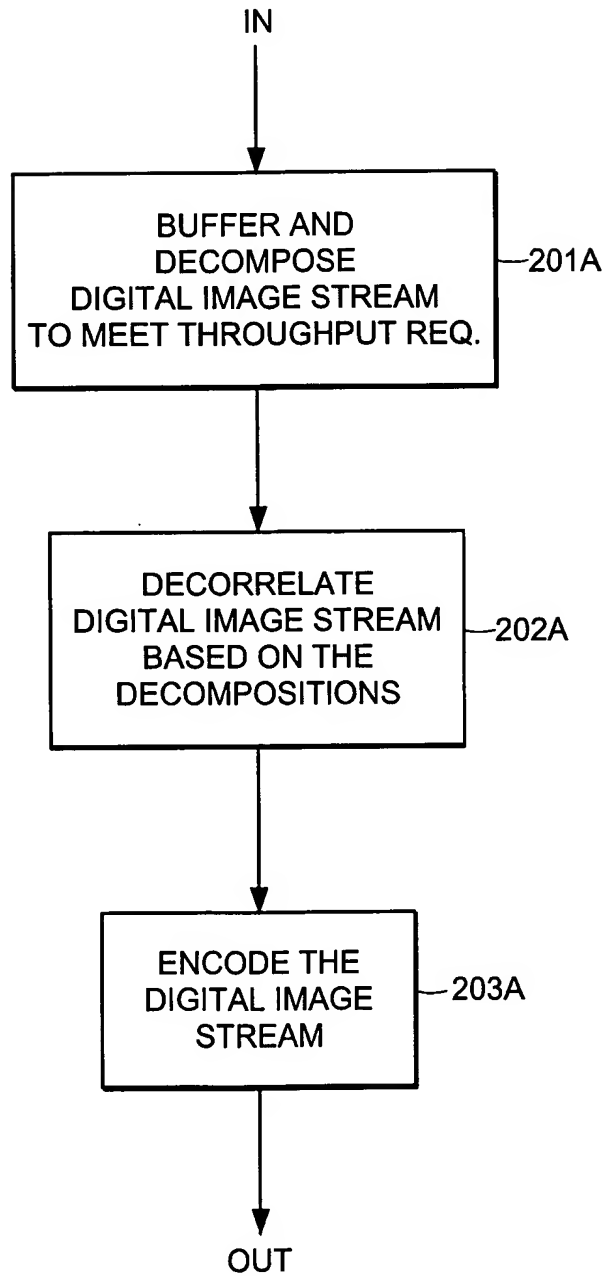 IN
BUFFER AND
DECOMPOSE
DIGITAL IMAGE STREAM
TO MEET THROUGHPUT REQ.
201A
DECORRELATE
DIGITAL IMAGE STREAM
BASED ON THE
DECOMPOSITIONS
202A
ENCODE THE
DIGITAL IMAGE
STREAM
203A
OUT